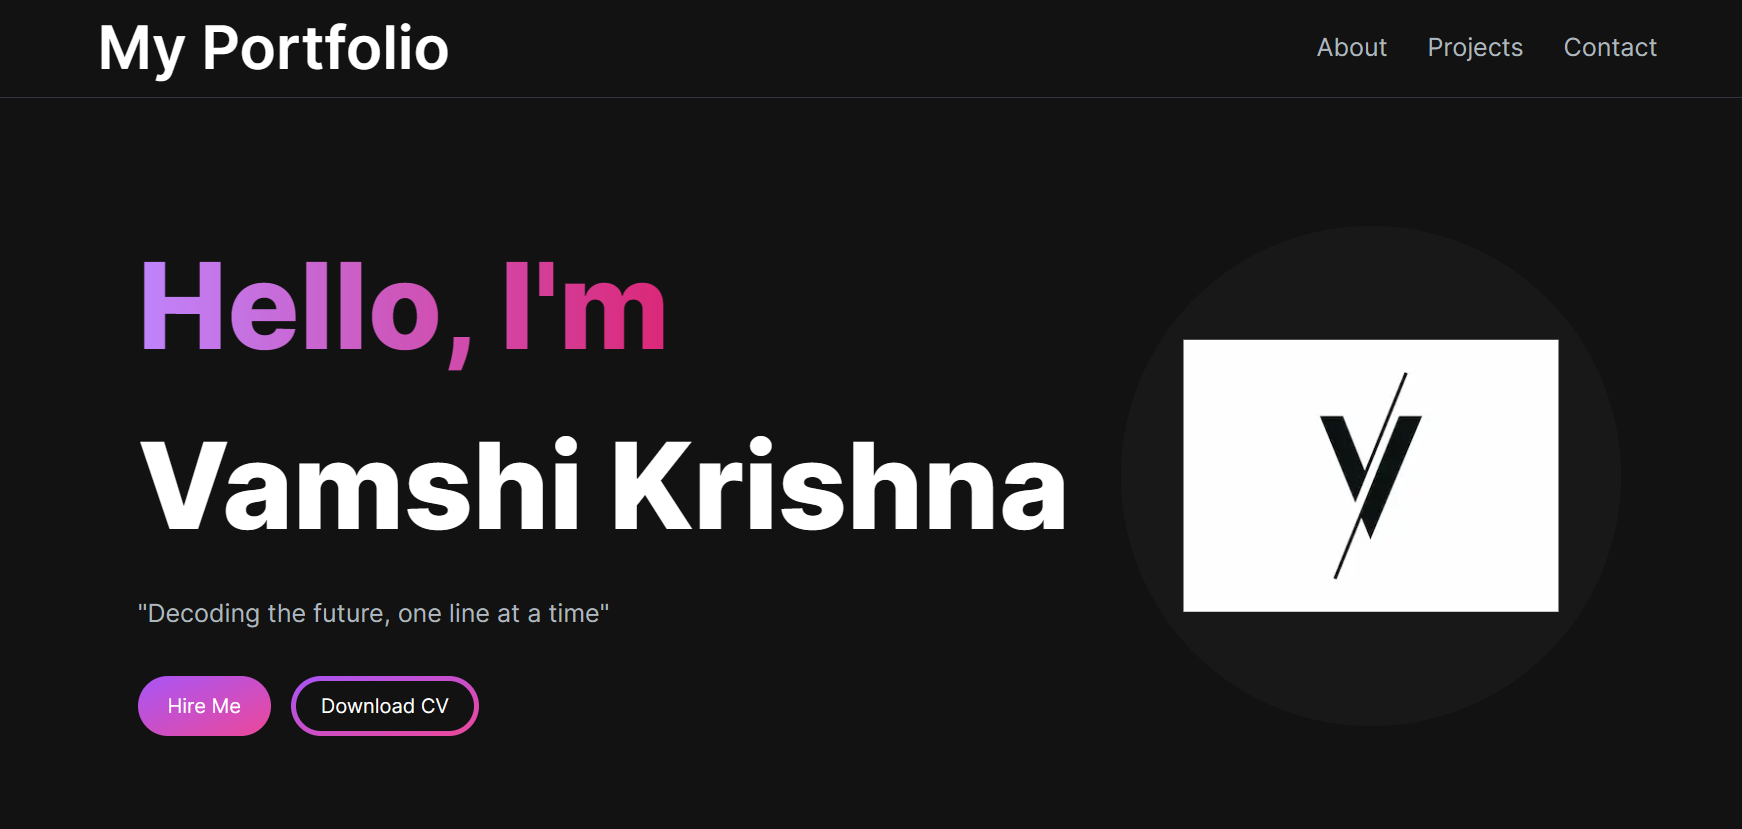 My Portfolio
About Projects Contact
Hello, I'm
Vamshi Krishna
"Decoding the future, one line at a time"
Hire Me Download CV
V